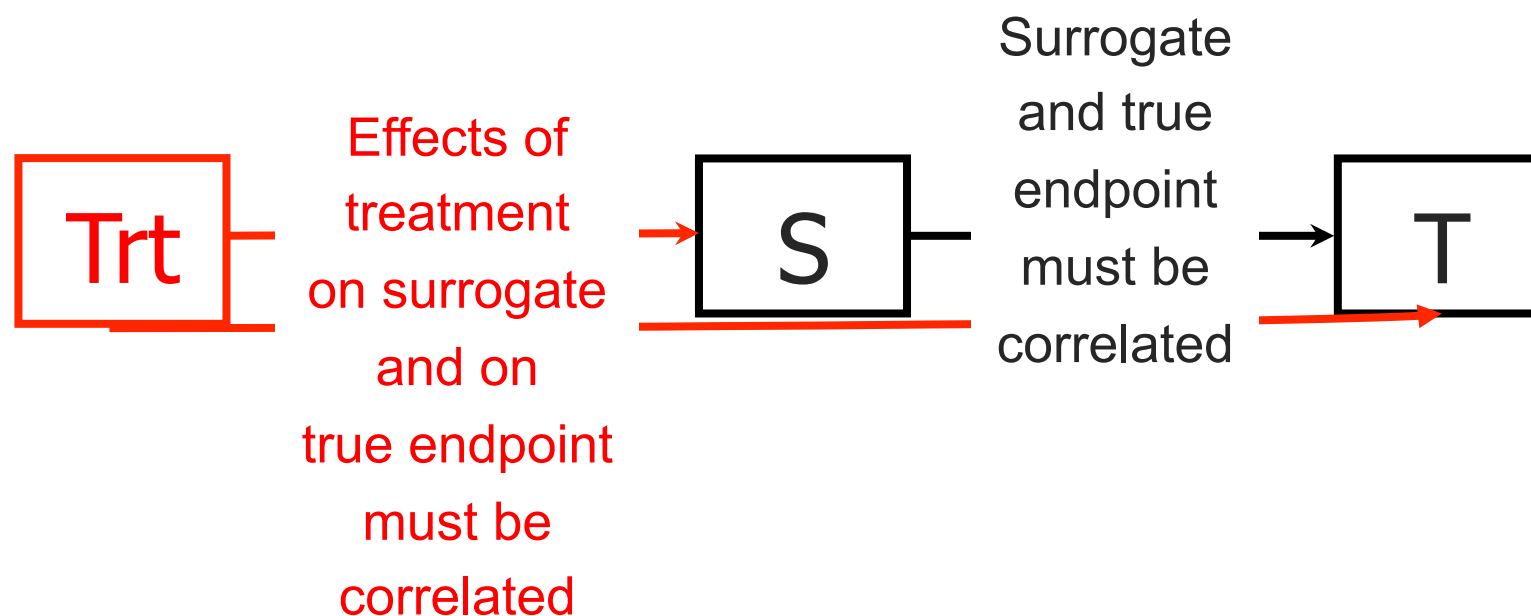 Trt
Effects of
treatment
on surrogate
and on
true endpoint
must be
correlated
S
Surrogate
and true
endpoint
must be
correlated
T